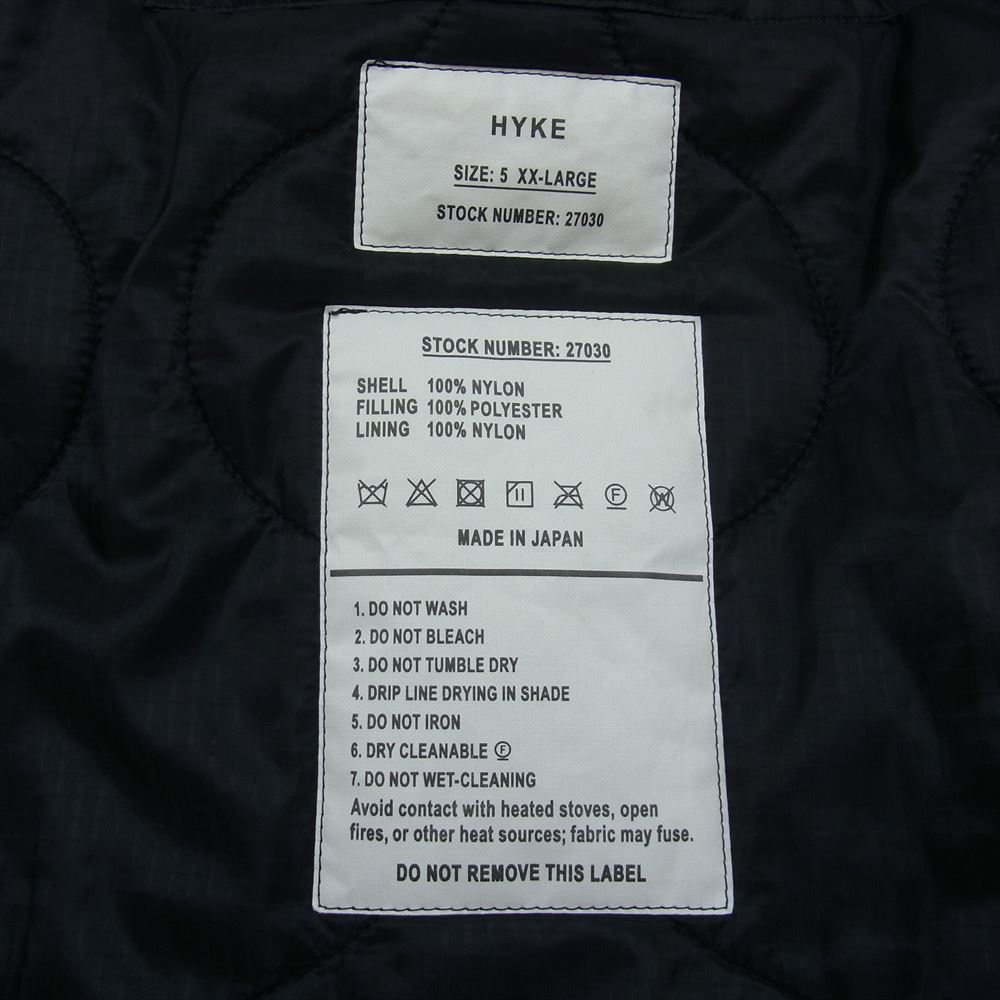 HYKE
SIZE: 5 XX-LARGE
STOCK NUMBER: 27030
STOCK NUMBER: 27030
SHELL 100% NYLON
FILLING 100% POLYESTER
LINING 100% NYLON
F W
MADE IN JAPAN
1. DO NOT WASH
2. DO NOT BLEACH
3. DO NOT TUMBLE DRY
4. DRIP LINE DRYING IN SHADE
5. DO NOT IRON
6. DRY CLEANABLE Ⓕ
7. DO NOT WET-CLEANING
Avoid contact with heated stoves, open
fires, or other heat sources; fabric may fuse.
DO NOT REMOVE THIS LABEL